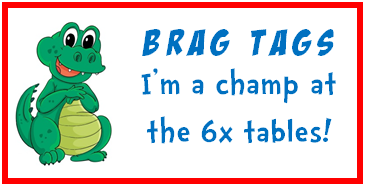 BRAG TAGS
I'm a champ at
the 6x tables!